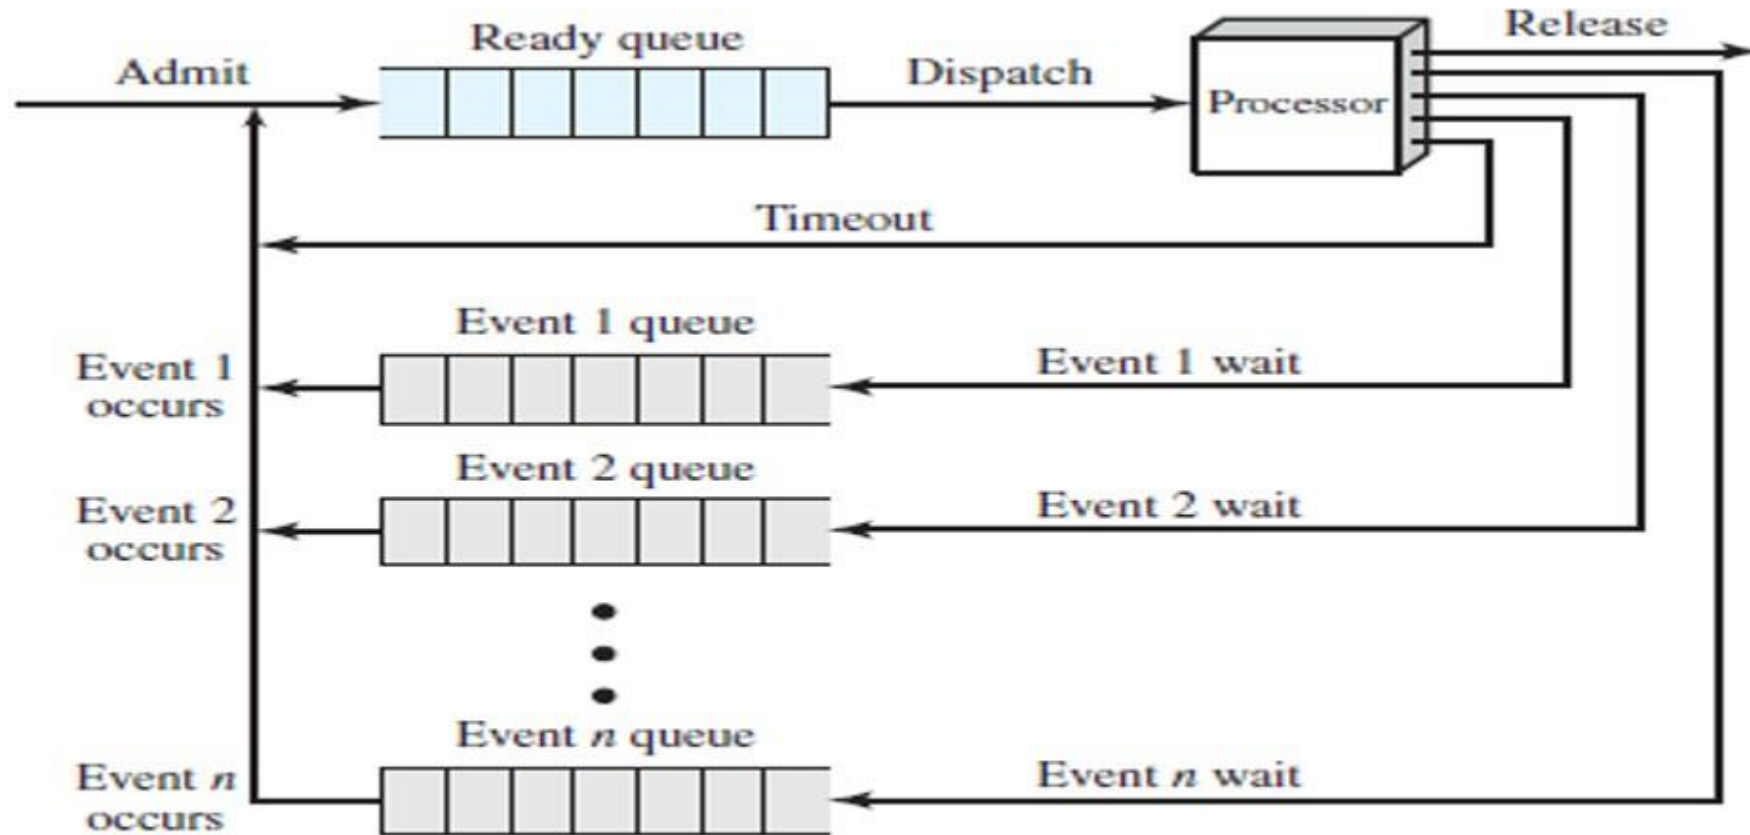 Release
Ready queue
Admit
Dispatch
Processor
Timeout
Event 1 queue
Event 1
occurs
Event 1 wait
Event 2 queue
Event 2
occurs
Event 2 wait
Event n queue
Event n
occurs
Event n wait